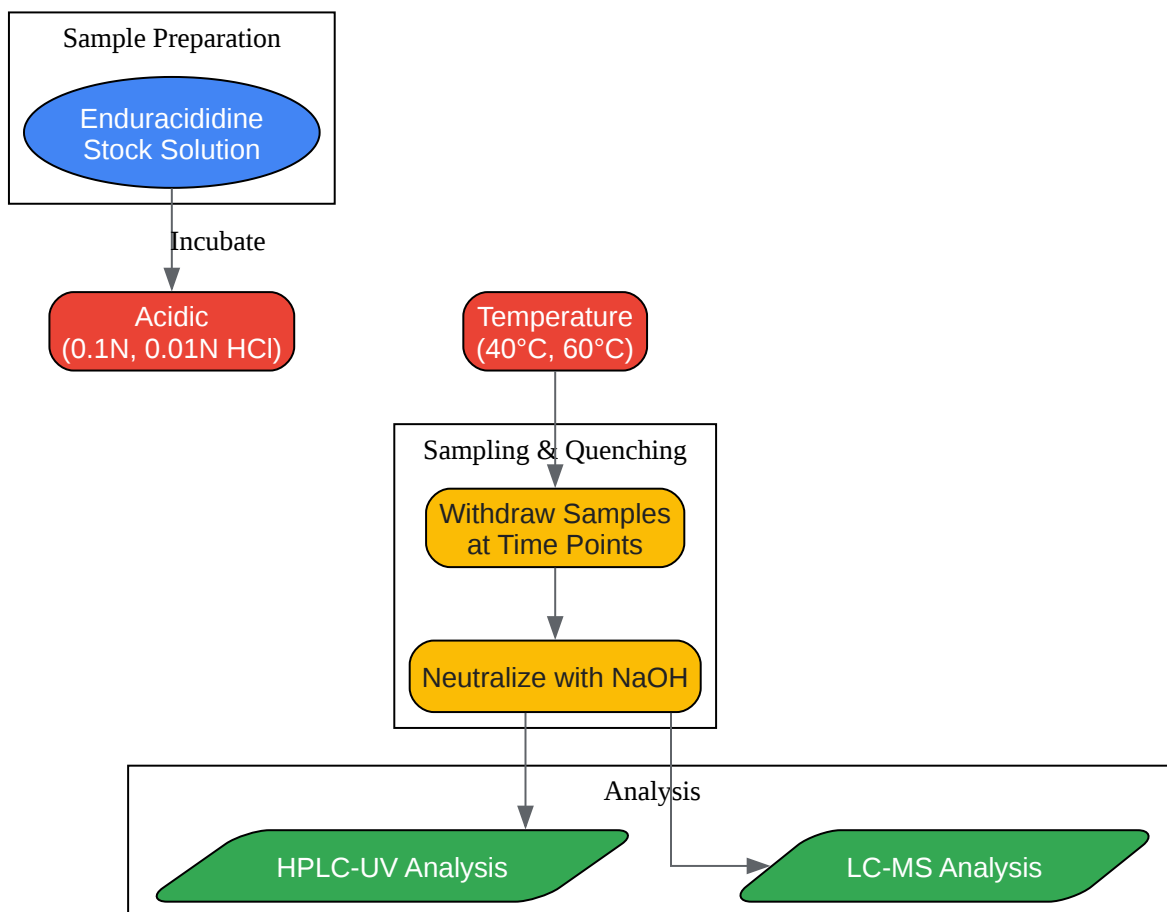 Sample Preparation
Enduracididine
Stock Solution
Incubate
Acidic
(0.1N, 0.01N HCl)
Temperature
(40°C, 60°C)
Sampling & Quenching
Withdraw Samples
at Time Points
Neutralize with NaOH
Analysis
HPLC-UV Analysis
LC-MS Analysis